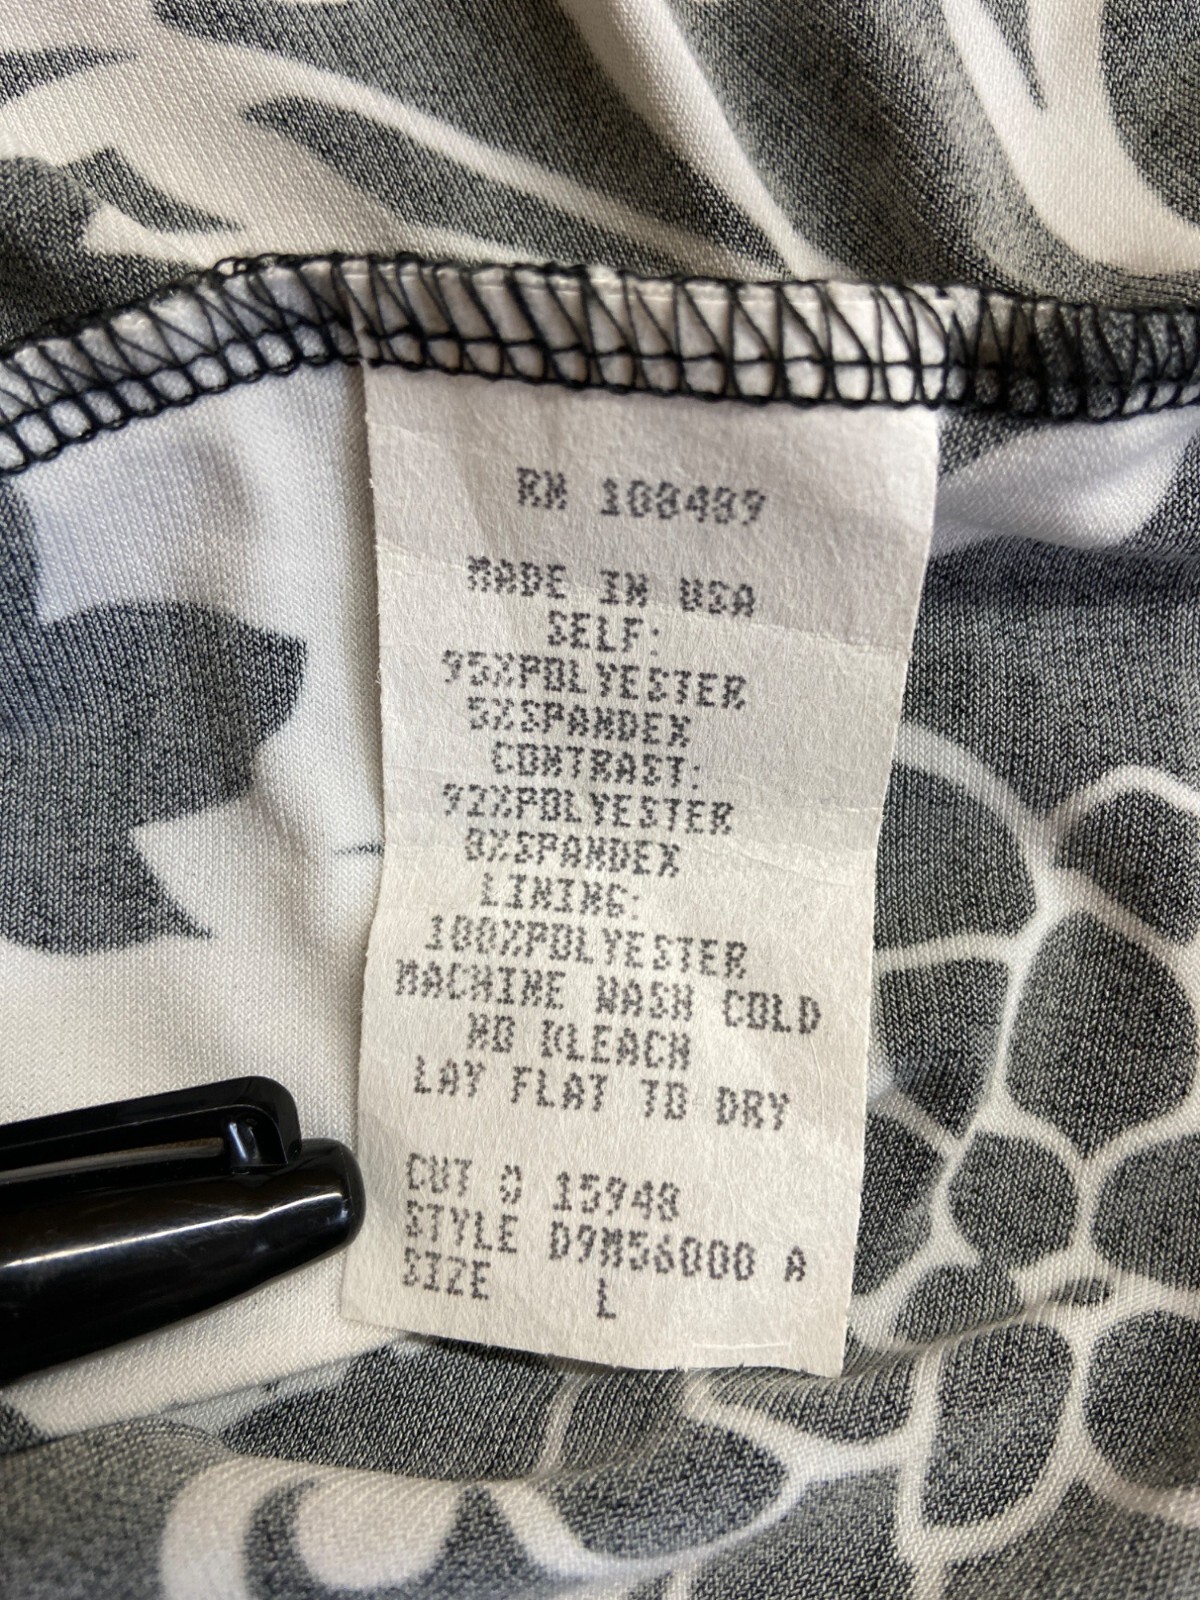 RN 108489
MADE IN USA
SELF:
95%POLYESTER
5%SPANDEX
CONTRAST:
92%POLYESTER
8%SPANDEX
LINING:
100%POLYESTER
MACHINE WASH COLD
NO BLEACH
LAY FLAT TO DRY
CUT # 15948
STYLE D9M56000 A
SIZE L